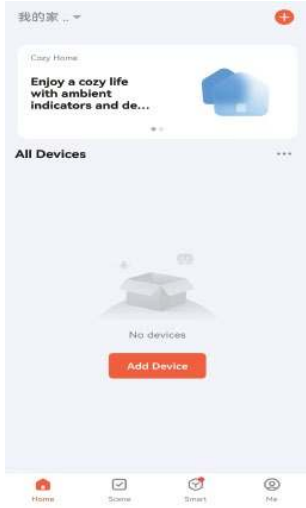 我的家 ..
Cozy Home
Enjoy a cozy life
with ambient
indicators and de...
All Devices
No devices
Add Device
Home
Scene
Smart
Me